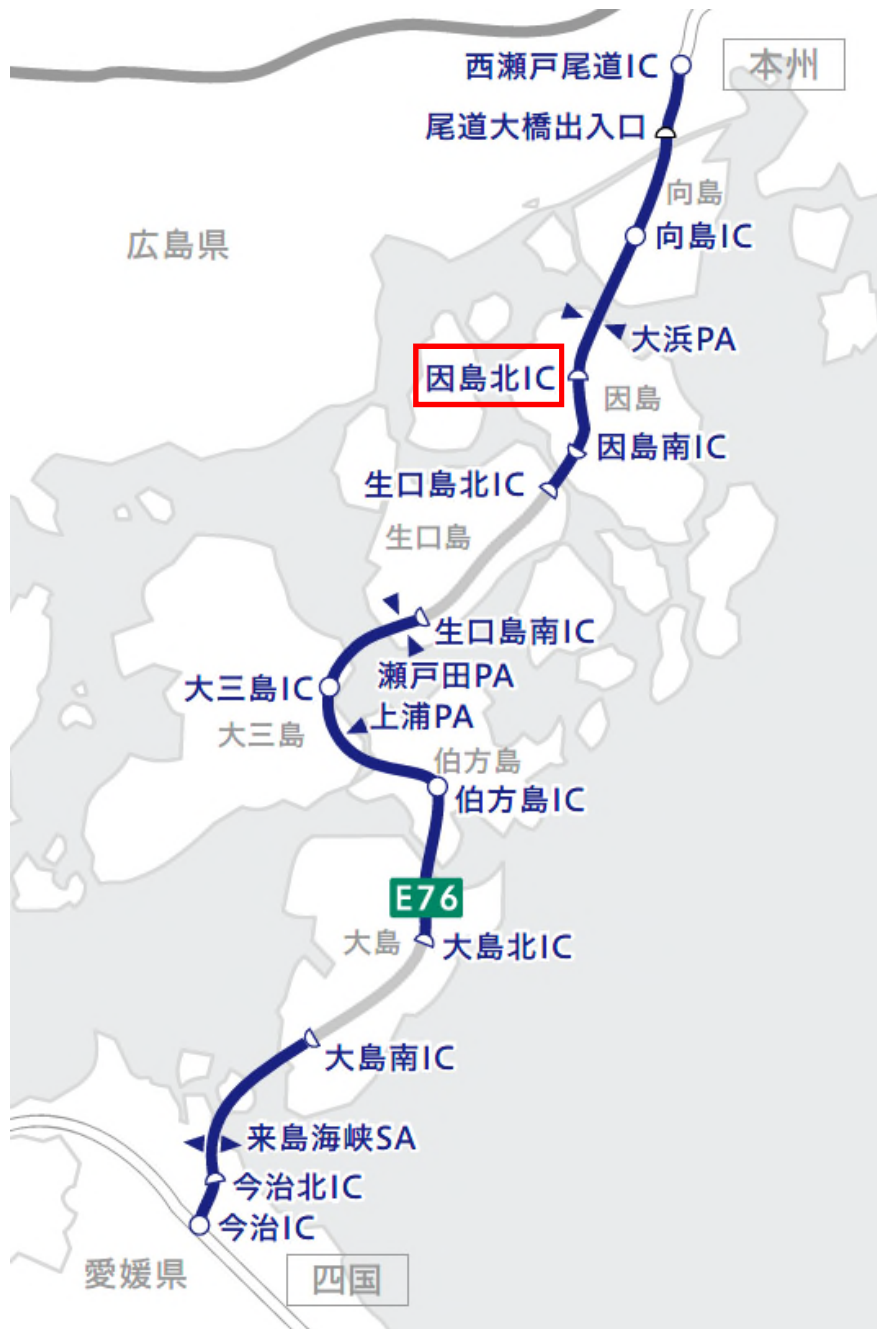 西瀬戸尾道IC
本州
尾道大橋出入口
向島
広島県
向島IC
大浜PA
因島北IC
因島
因島南IC
生口島北IC
生口島
生口島南IC
瀬戸田PA
大三島IC
上浦PA
大三島
伯方島
伯方島IC
E76
大島
大島北IC
大島南IC
来島海峡SA
今治北IC
今治IC
愛媛県
四国